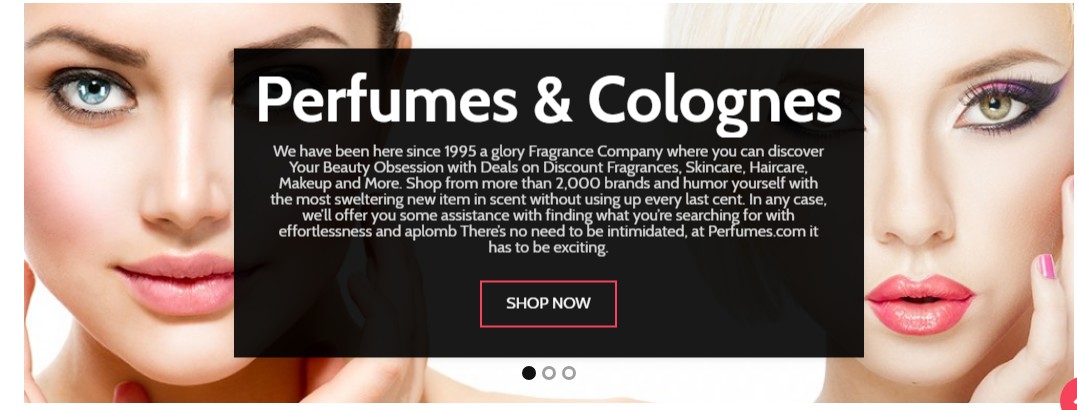 Perfumes & Colognes
We have been here since 1995 a glory Fragrance Company where you can discover
Your Beauty Obsession with Deals on Discount Fragrances, Skincare, Haircare,
Makeup and More. Shop from more than 2,000 brands and humor yourself with
the most sweltering new item in scent without using up every last cent. In any case,
we'll offer you some assistance with finding what you're searching for with
effortlessness and aplomb There's no need to be intimidated, at Perfumes.com it
has to be exciting.
SHOP NOW